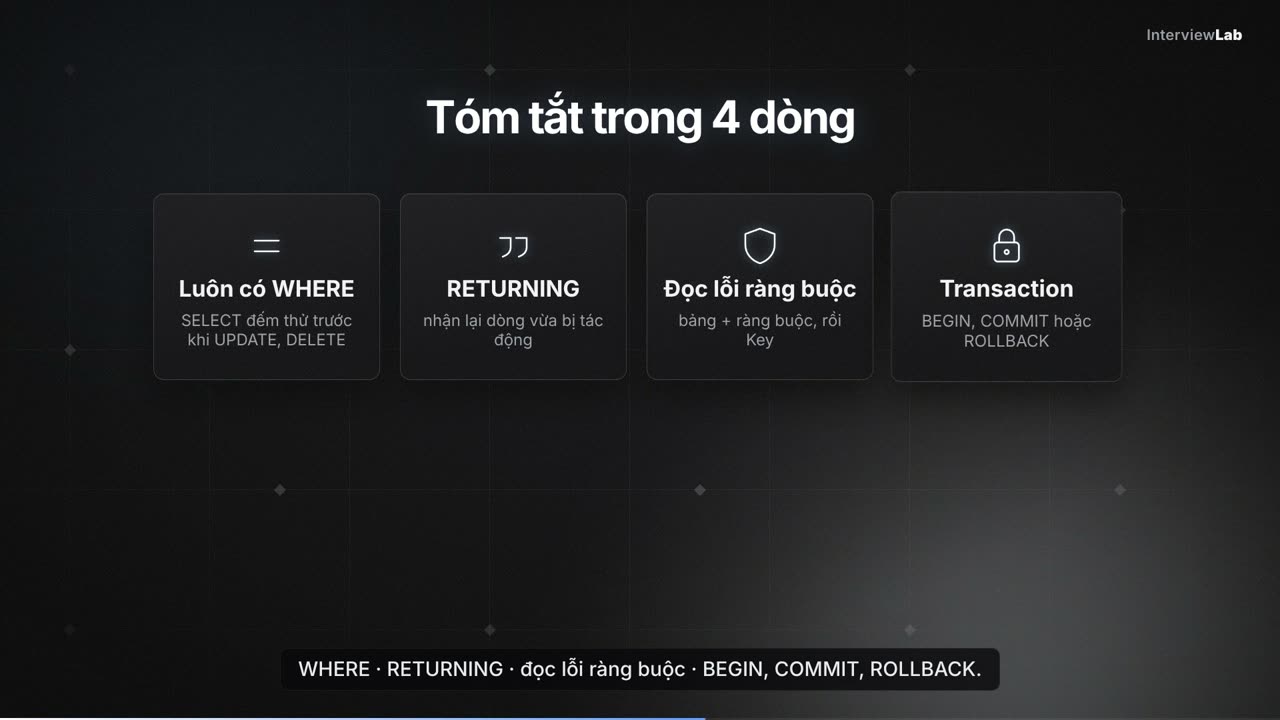 InterviewLab
Tóm tắt trong 4 dòng
Luôn có WHERE
SELECT đếm thử trước
khi UPDATE, DELETE
RETURNING
nhận lại dòng vừa bị tác
động
Đọc lỗi ràng buộc
bảng + ràng buộc, rồi
Key
Transaction
BEGIN, COMMIT hoặc
ROLLBACK
WHERE · RETURNING · đọc lỗi ràng buộc · BEGIN, COMMIT, ROLLBACK.